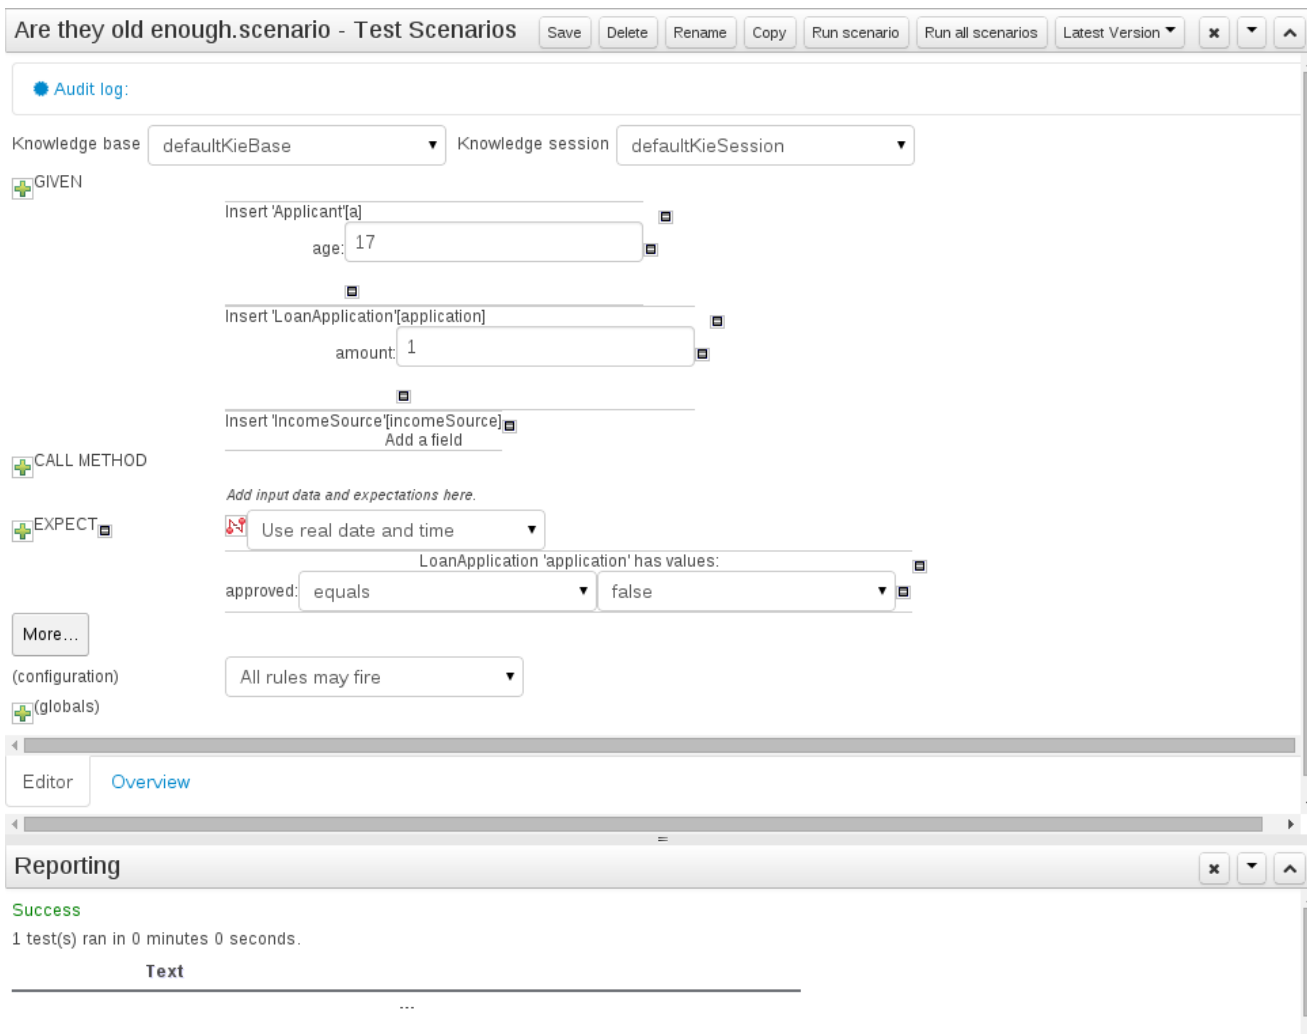 Are they old enough.scenario - Test Scenarios Save Delete Rename Copy Run scenario Run all scenarios Latest Version
Audit log:
Knowledge base defaultKieBase Knowledge session defaultKieSession
GIVEN
Insert 'Applicant'[a]
age: 17
Insert 'LoanApplication'[application]
amount: 1
Insert 'IncomeSource'[incomeSource]
Add a field
CALL METHOD
Add input data and expectations here.
EXPECT Use real date and time
LoanApplication 'application' has values:
approved: equals false
More...
(configuration) All rules may fire
(globals)
Editor Overview
Reporting
Success
1 test(s) ran in 0 minutes 0 seconds.
Text
---